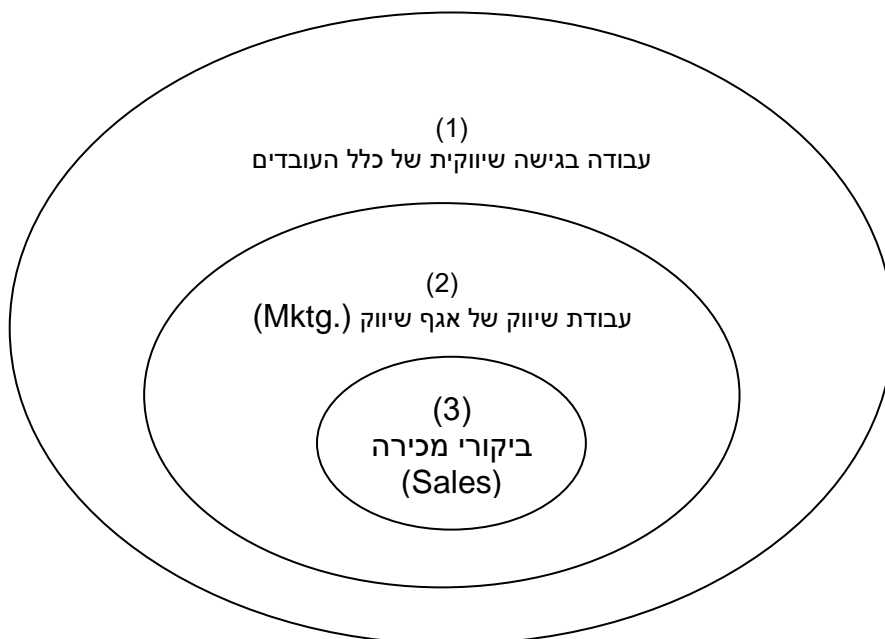 (1)
עבודה בגישה שיווקית של כלל העובדים
(2)
עבודת שיווק של אגף שיווק (Mktg.)
(3)
ביקורי מכירה
(Sales)